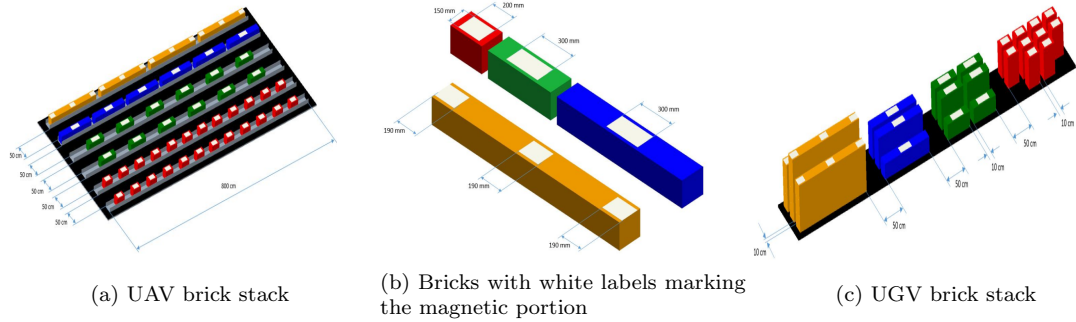 50 cm
50 cm
50 cm
50 cm
50 cm
800 cm
(a) UAV brick stack
150 mm
200 mm
300 mm
300 mm
190 mm
190 mm
190 mm
(b) Bricks with white labels marking
the magnetic portion
10 cm
50 cm
10 cm
50 cm
50 cm
10 cm
(c) UGV brick stack